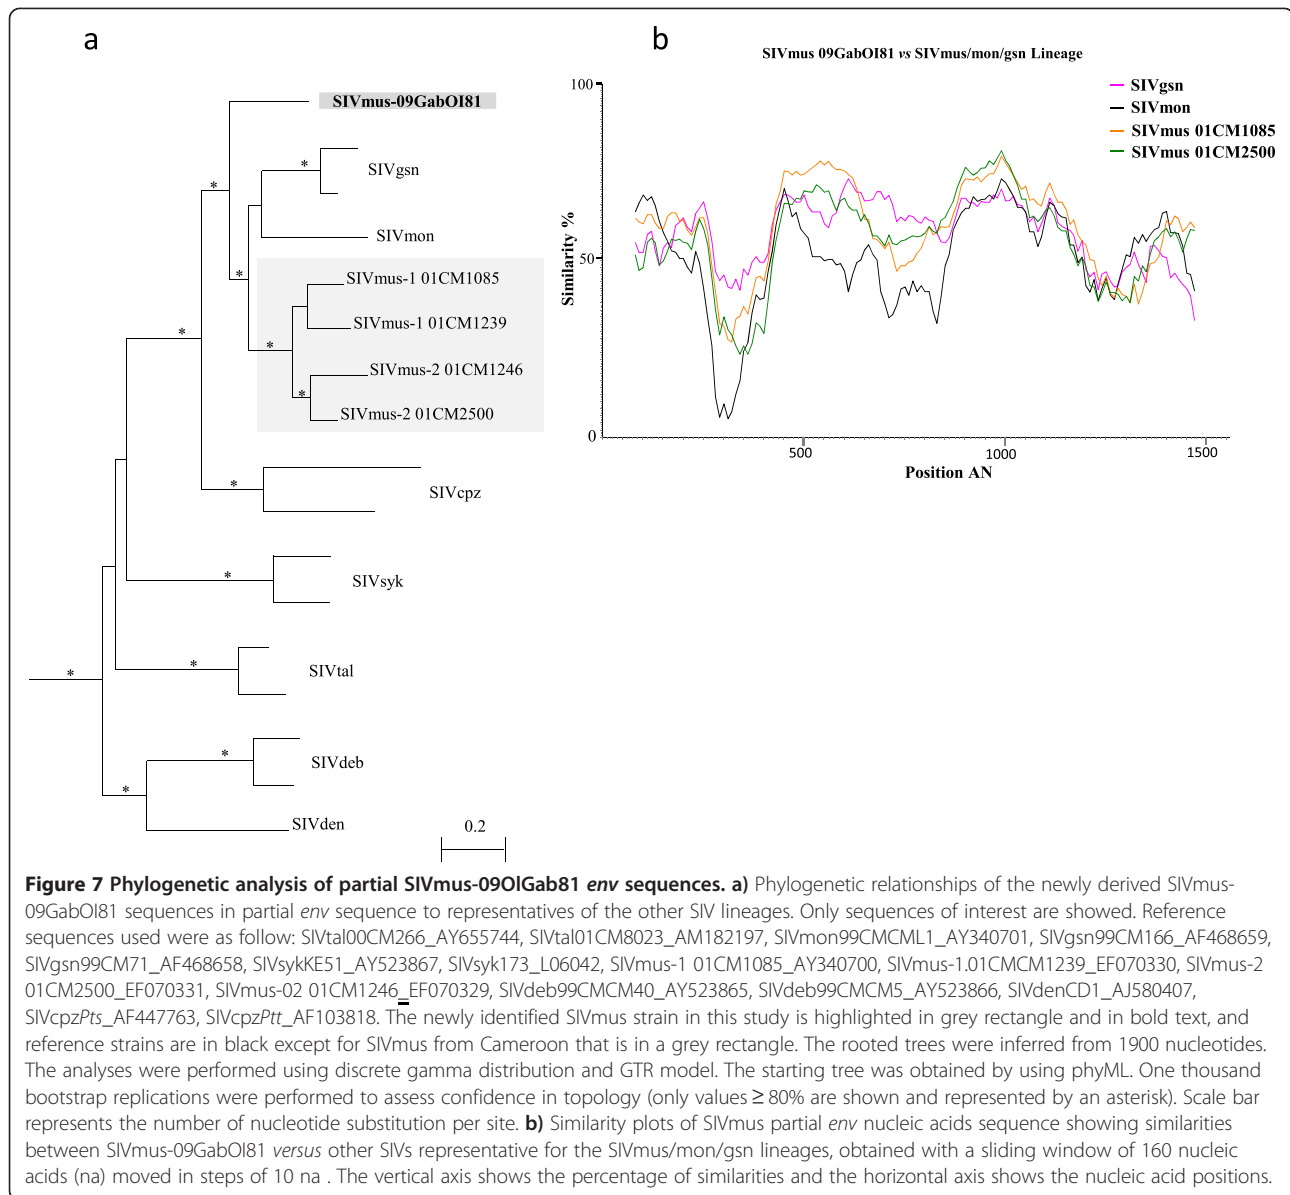 a
SIVmus-09GabOI81
*
SIVgsn
*
SIVmon
*
SIVmus-1 01CM1085
*
SIVmus-1 01CM1239
*
SIVmus-2 01CM1246
*
SIVmus-2 01CM2500
*
SIVcpz
*
SIVsyk
*
SIVtal
*
*
SIVdeb
*
SIVden
0.2
b
SIVmus 09GabOI81 vs SIVmus/mon/gsn Lineage
SIVgsn
SIVmon
SIVmus 01CM1085
SIVmus 01CM2500
100
50
0
Similarity %
500
1000
1500
Position AN
Figure 7 Phylogenetic analysis of partial SIVmus-09OlGab81 env sequences. a) Phylogenetic relationships of the newly derived SIVmus-
09GabOI81 sequences in partial env sequence to representatives of the other SIV lineages. Only sequences of interest are showed. Reference
sequences used were as follow: SIVtal00CM266_AY655744, SIVtal01CM8023_AM182197, SIVmon99CMCML1_AY340701, SIVgsn99CM166_AF468659,
SIVgsn99CM71_AF468658, SIVsykKE51_AY523867, SIVsyk173_L06042, SIVmus-1 01CM1085_AY340700, SIVmus-1.01CMCM1239_EF070330, SIVmus-2
01CM2500_EF070331, SIVmus-02 01CM1246_EF070329, SIVdeb99CMCM40_AY523865, SIVdeb99CMCM5_AY523866, SIVdenCD1_AJ580407,
SIVcpzPts_AF447763, SIVcpzPtt_AF103818. The newly identified SIVmus strain in this study is highlighted in grey rectangle and in bold text, and
reference strains are in black except for SIVmus from Cameroon that is in a grey rectangle. The rooted trees were inferred from 1900 nucleotides.
The analyses were performed using discrete gamma distribution and GTR model. The starting tree was obtained by using phyML. One thousand
bootstrap replications were performed to assess confidence in topology (only values ≥ 80% are shown and represented by an asterisk). Scale bar
represents the number of nucleotide substitution per site. b) Similarity plots of SIVmus partial env nucleic acids sequence showing similarities
between SIVmus-09GabOI81 versus other SIVs representative for the SIVmus/mon/gsn lineages, obtained with a sliding window of 160 nucleic
acids (na) moved in steps of 10 na . The vertical axis shows the percentage of similarities and the horizontal axis shows the nucleic acid positions.